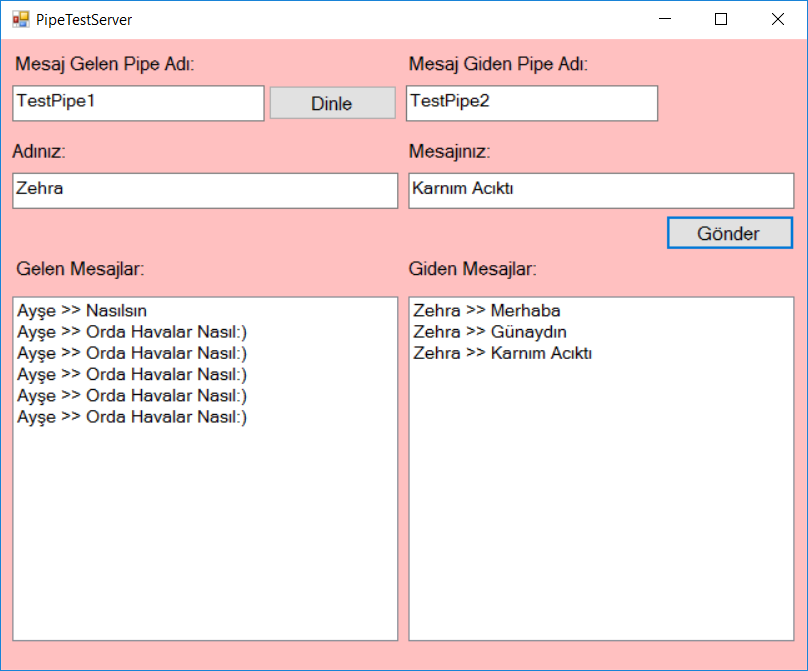 PipeTestServer
Mesaj Gelen Pipe Adı: Mesaj Giden Pipe Adı:
TestPipe1 Dinle TestPipe2
Adınız: Mesajınız:
Zehra Karnım Acıktı
Gönder
Gelen Mesajlar: Giden Mesajlar:
Ayşe >> Nasılsın
Ayşe >> Orda Havalar Nasıl:)
Ayşe >> Orda Havalar Nasıl:)
Ayşe >> Orda Havalar Nasıl:)
Ayşe >> Orda Havalar Nasıl:)
Ayşe >> Orda Havalar Nasıl:)
Zehra >> Merhaba
Zehra >> Günaydın
Zehra >> Karnım Acıktı